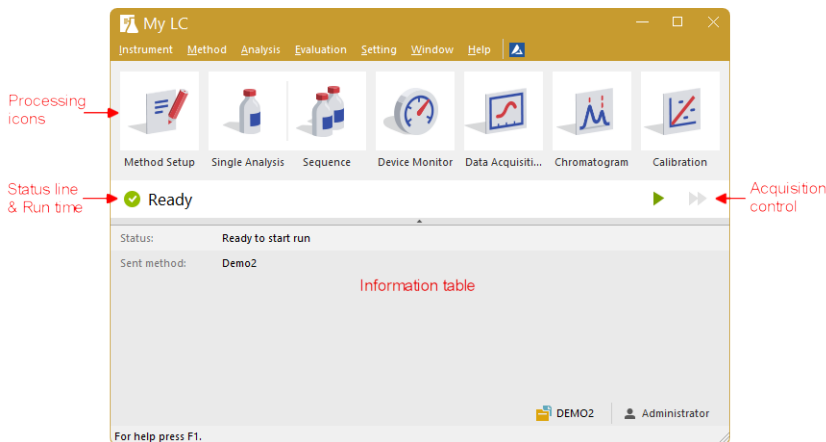 My LC
Instrument Method Analysis Evaluation Setting Window Help
Processing
icons
Method Setup Single Analysis Sequence Device Monitor Data Acquisiti... Chromatogram Calibration
Status line
& Run time
Ready
Acquisition
control
Status: Ready to start run
Sent method: Demo2
Information table
DEMO2 Administrator
For help press F1.